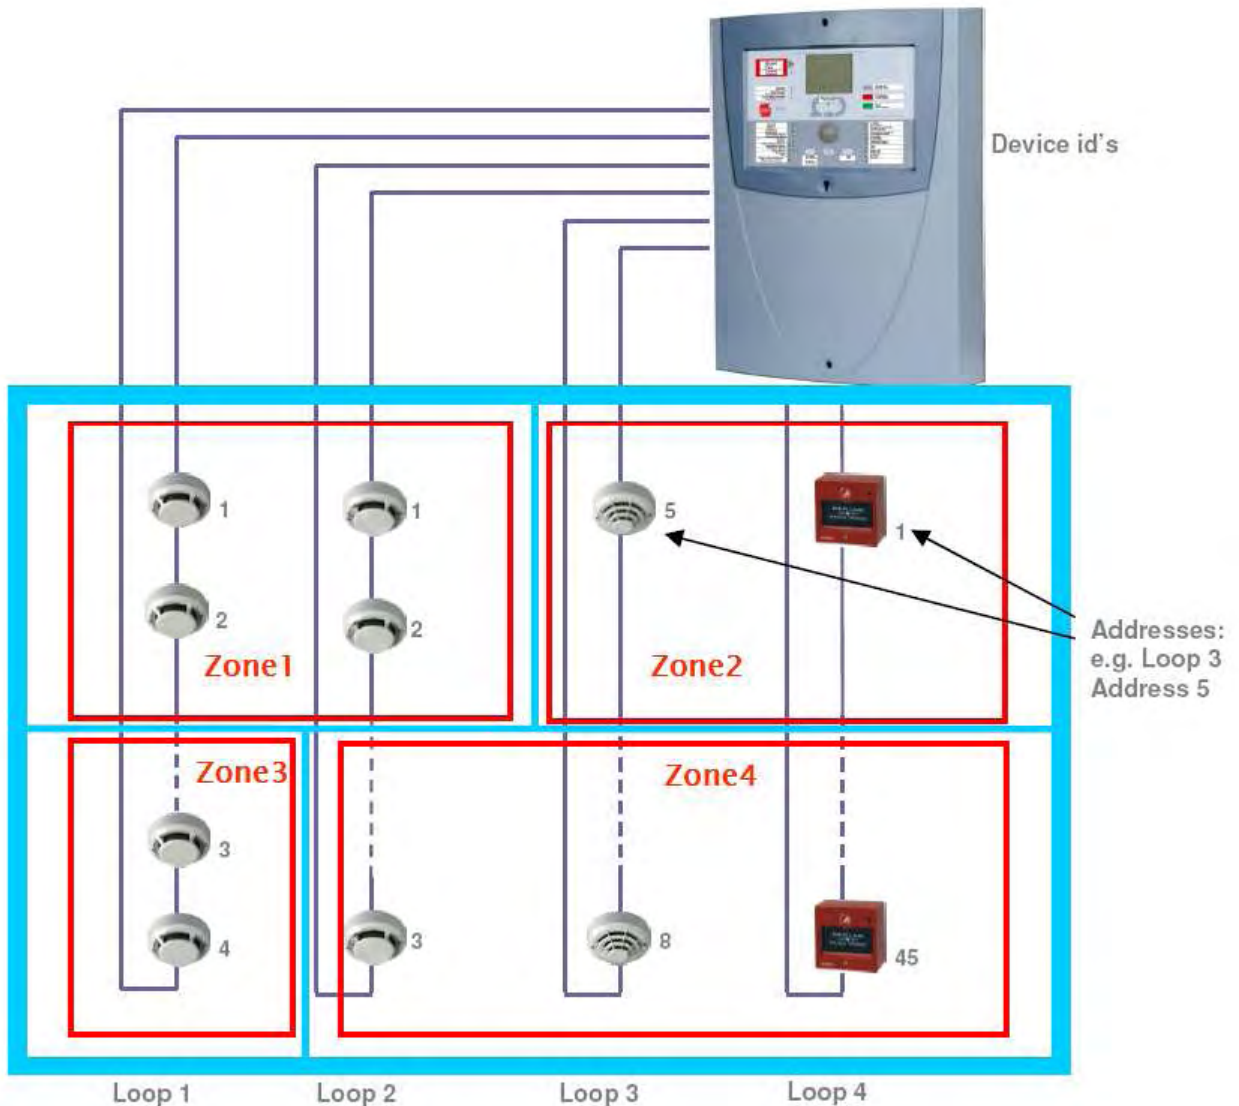 Device id's
1
1
5
1
2
2
Addresses:
e.g. Loop 3
Address 5
Zone1
Zone2
Zone3
Zone4
3
4
3
8
45
Loop 1
Loop 2
Loop 3
Loop 4